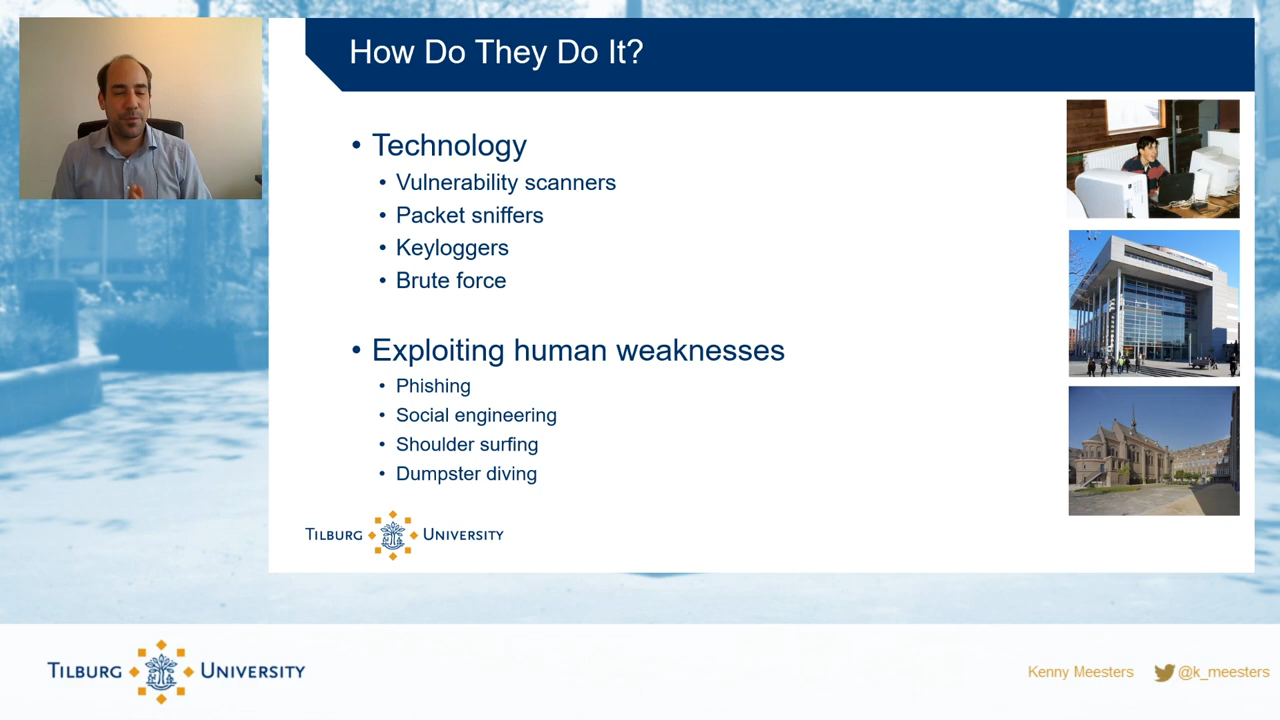 How Do They Do It?
• Technology
• Vulnerability scanners
• Packet sniffers
• Keyloggers
• Brute force
• Exploiting human weaknesses
• Phishing
• Social engineering
• Shoulder surfing
• Dumpster diving
TILBURG UNIVERSITY
TILBURG UNIVERSITY
Kenny Meesters @k_meesters